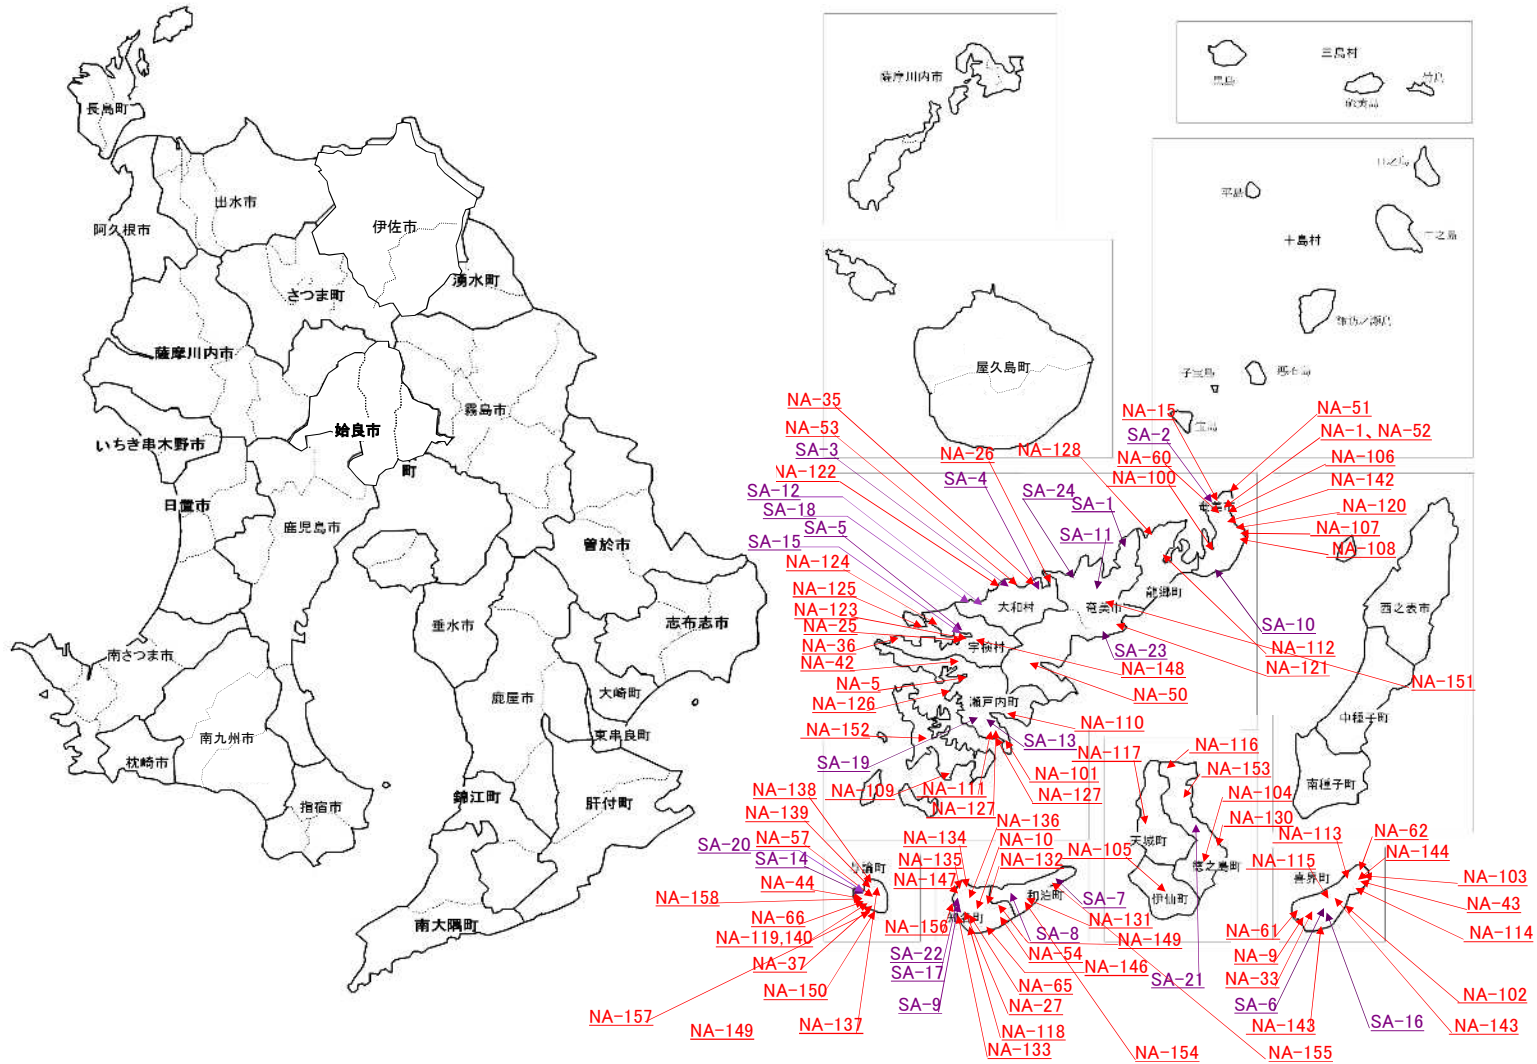 長島町
出水市
阿久根市
伊佐市
湧水町
さつま町
薩摩川内市
霧島市
姶良市
いちき串木野市
町
日置市
鹿児島市
曽於市
垂水市
志布志市
南さつま市
鹿屋市
大崎町
東串良町
南九州市
枕崎市
指宿市
錦江町
肝付町
南大隅町
薩摩川内市
三島村
黒島
竹島
平島
十島村
屋久島町
NA-35
NA-53
SA-3
NA-122
SA-12
SA-18
SA-5
SA-15
NA-124
NA-125
NA-123
NA-25
NA-36
NA-42
NA-5
NA-126
NA-152
SA-19
NA-109
NA-26
SA-4
NA-128
SA-24
SA-1
SA-11
NA-15
SA-2
NA-60
NA-100
NA-51
NA-1、NA-52
NA-106
NA-142
NA-120
NA-107
NA-108
SA-10
NA-112
NA-121
NA-151
SA-23
NA-148
NA-50
NA-110
SA-13
NA-101
NA-127
NA-111
NA-127
大和村
奄美市
龍郷町
宇検村
瀬戸内町
西之表市
中種子町
南種子町
NA-117
NA-116
NA-153
NA-104
NA-130
NA-105
天城町
徳之島町
伊仙町
SA-21
NA-138
NA-139
NA-57
SA-20
SA-14
NA-44
NA-158
NA-66
NA-119,140
NA-37
NA-150
NA-157
NA-149
NA-137
NA-134
NA-135
NA-147
NA-136
NA-10
NA-132
和泊町
SA-7
NA-131
NA-149
SA-8
NA-54
NA-146
NA-156
SA-22
SA-17
SA-9
NA-65
NA-27
NA-118
NA-133
NA-154
NA-155
NA-113
NA-62
NA-144
NA-115
喜界町
NA-103
NA-43
NA-114
NA-61
NA-9
NA-33
SA-6
NA-143
SA-16
NA-102
NA-143